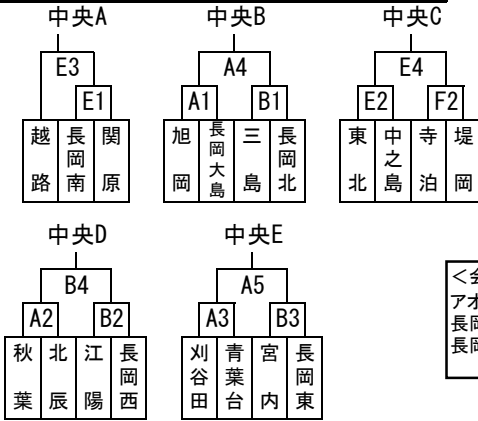 中央A 中央B 中央C
E3 A4 E4
E1 A1 B1 E2 F2
越路 長岡南 関原 旭岡 長岡大島 三島 長岡北 東北 中之島 寺泊 堤岡
中央D 中央E
B4 A5
A2 B2 A3 B3
秋葉 北辰 江陽 長岡西 刈谷田 青葉台 宮内 長岡東
<会
アオ
長岡
長岡